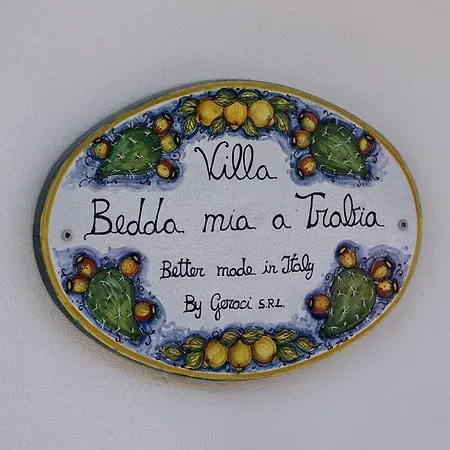 Villa
Bedda mia a Trabia
Better made in Italy
By Geraci S.R.L.